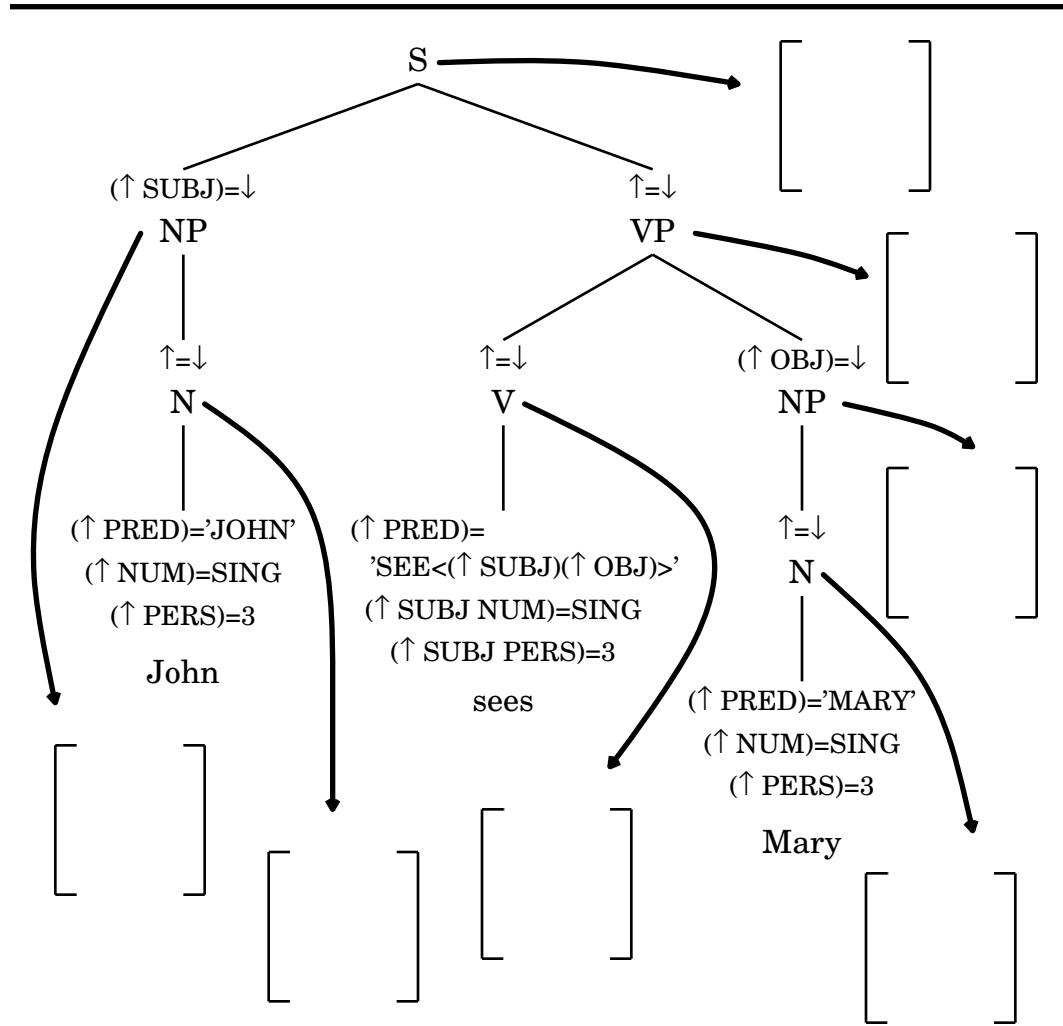 S
(↑ SUBJ)=↓ ↑=↓
NP VP
↑=↓ ↑=↓ (↑ OBJ)=↓
N V NP
(↑ PRED)='JOHN' (↑ PRED)= ↑=↓
'SEE<(↑ SUBJ)(↑ OBJ)>'
(↑ NUM)=SING N
(↑ SUBJ NUM)=SING
(↑ PERS)=3
(↑ SUBJ PERS)=3
John
sees
(↑ PRED)='MARY'
(↑ NUM)=SING
(↑ PERS)=3
Mary